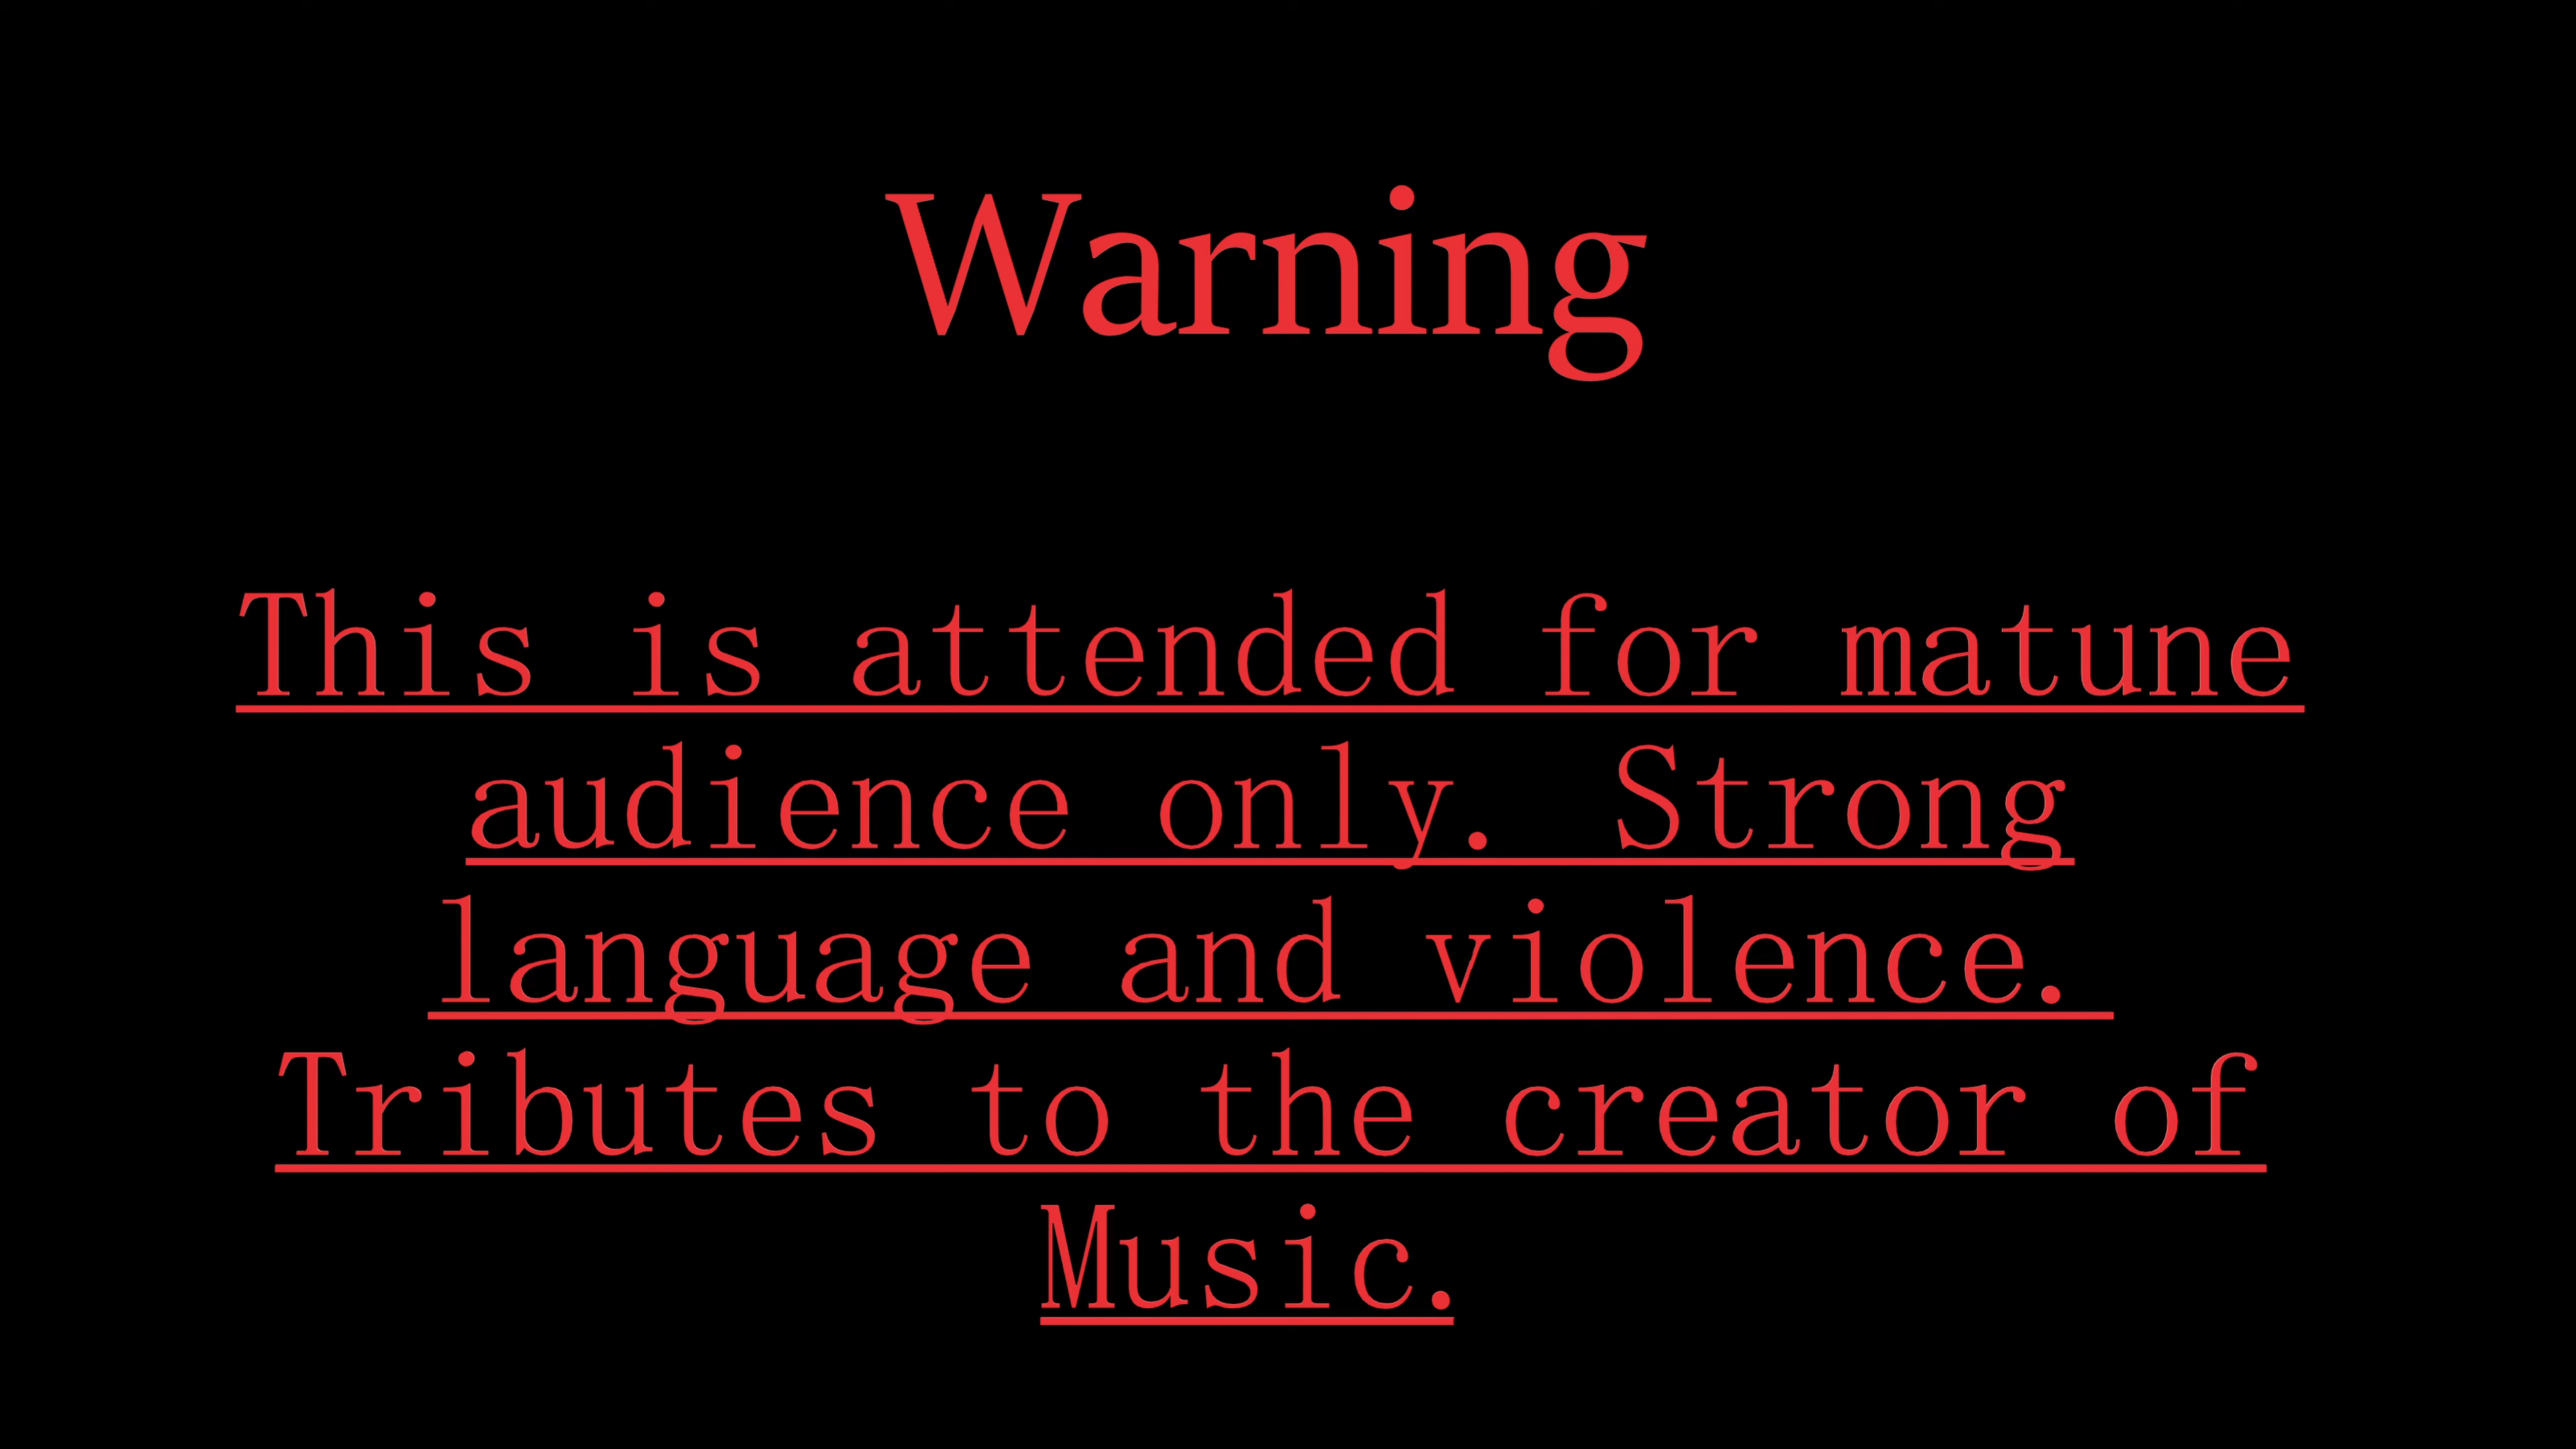 Warning
This is attended for matune
audience only. Strong
language and violence.
Tributes to the creator of
Music.